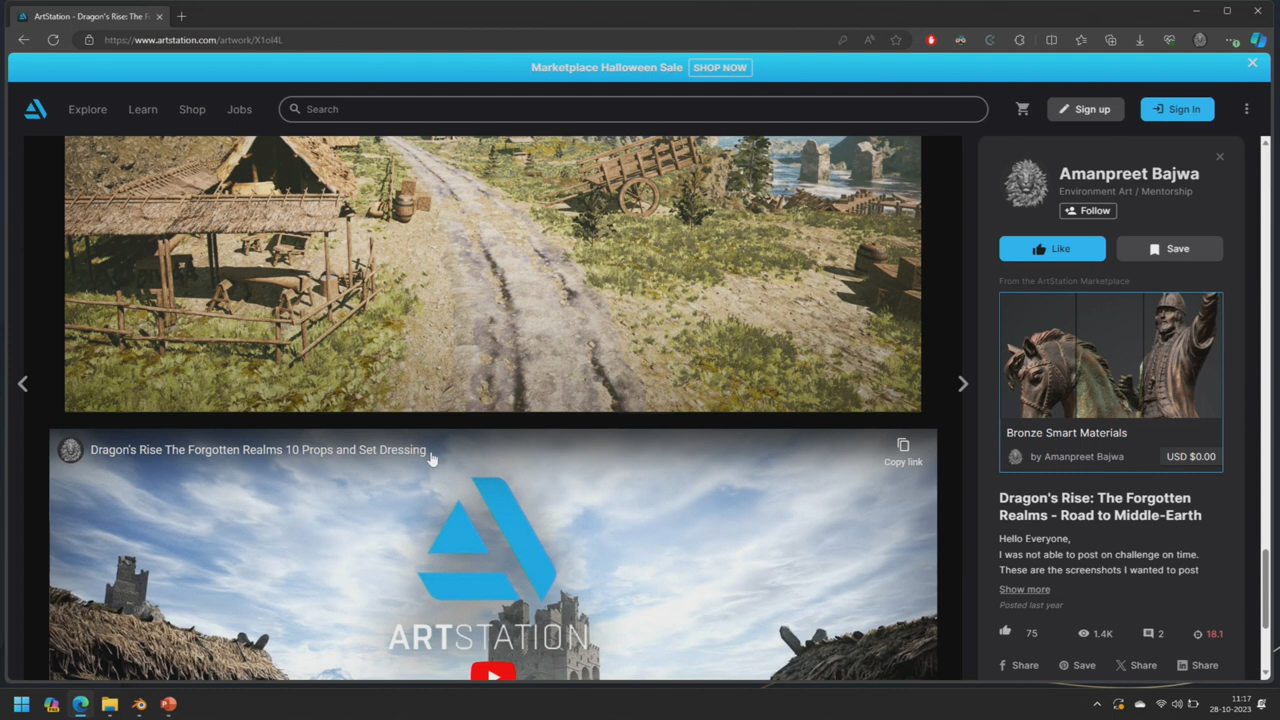 ArtStation - Dragon's Rise: The F
https://www.artstation.com/artwork/X1ol4L
Marketplace Halloween Sale SHOP NOW
Explore Learn Shop Jobs Search Sign up Sign In
Amanpreet Bajwa
Environment Art / Mentorship
Follow
Like Save
From the ArtStation Marketplace
Bronze Smart Materials
by Amanpreet Bajwa USD $0.00
Dragon's Rise The Forgotten Realms 10 Props and Set Dressing
Copy link
ARTSTATION
Dragon's Rise: The Forgotten
Realms - Road to Middle-Earth
Hello Everyone,
I was not able to post on challenge on time.
These are the screenshots I wanted to post
Show more
Posted last year
75 1.4K 2 18.1
Share Save Share Share
11:17
28-10-2023